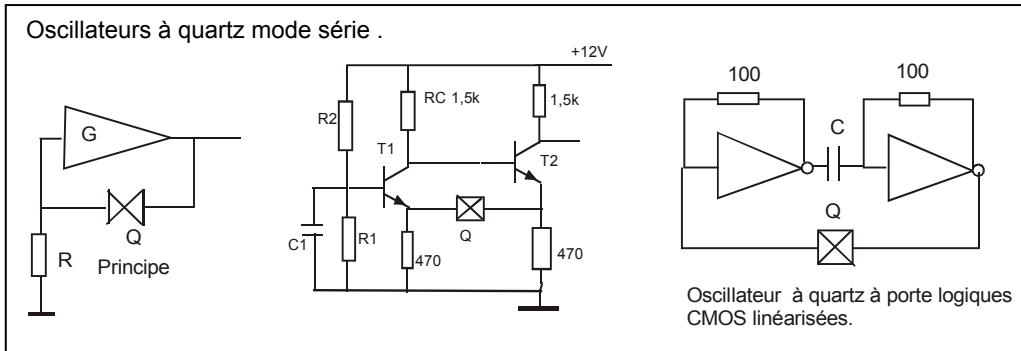 Oscillateurs à quartz mode série .
+12V
100
100
RC 1,5k
1,5k
R2
G
C
T1
T2
Q
Q
Q
C1
R1
R
470
470
Principe
Oscillateur à quartz à porte logiques
CMOS linéarisées.